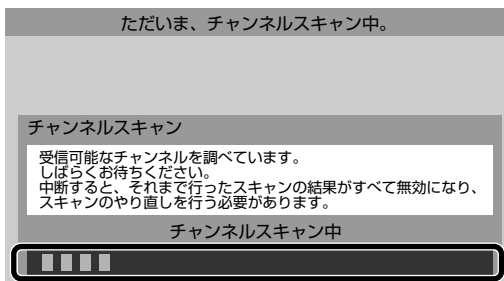 ただいま、チャンネルスキャン中。
チャンネルスキャン
受信可能なチャンネルを調べています。
しばらくお待ちください。
中断すると、それまで行ったスキャンの結果がすべて無効になり、
スキャンのやり直しを行う必要があります。
チャンネルスキャン中